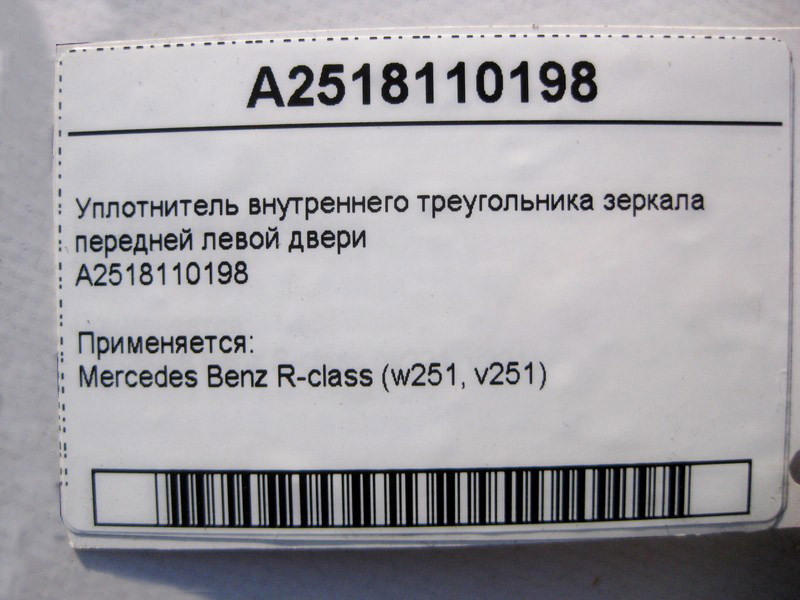 A2518110198
Уплотнитель внутреннего треугольника зеркала
передней левой двери
A2518110198
Применяется:
Mercedes Benz R-class (w251, v251)